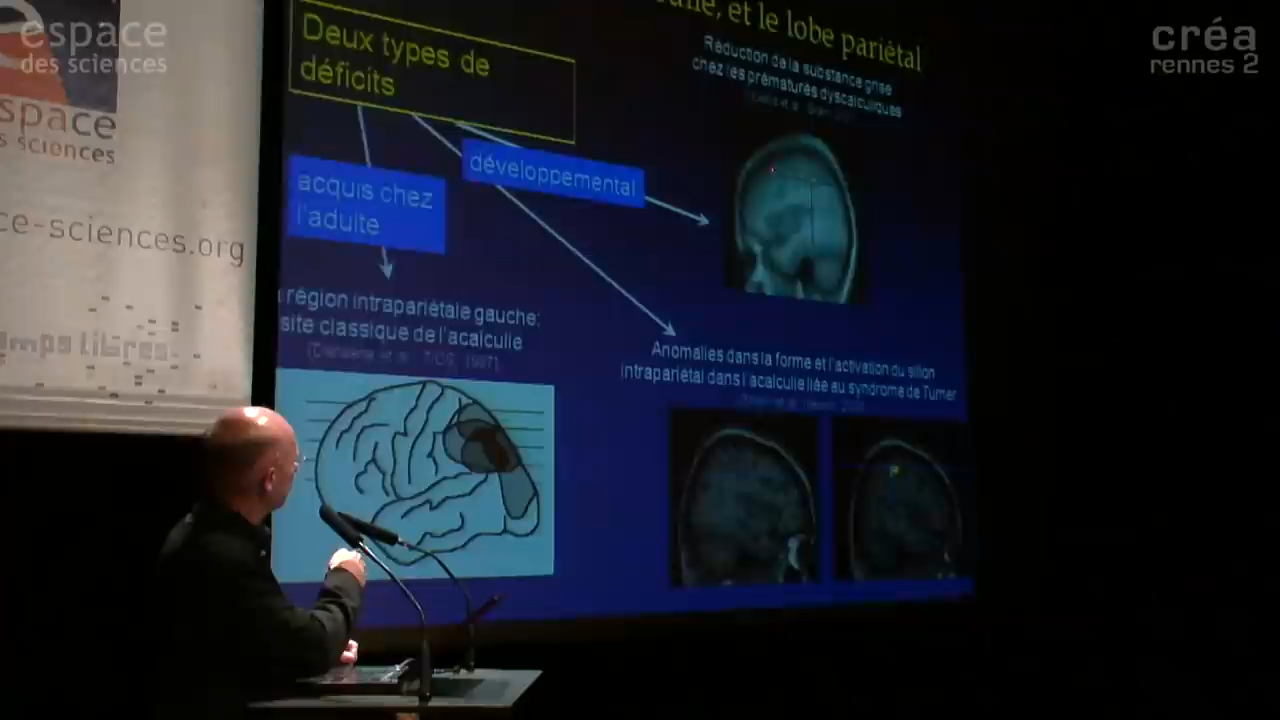 espace
des sciences
space
s sciences
ce-sciences.org
amps Libres
créa
rennes 2
et le lobe pariétal
Deux types de
déficits
acquis chez
l'adulte
développemental
Réduction de la substance grise
chez les prématurés dyscalculiques
région intrapariétale gauche:
site classique de l'acalculie
Anomalies dans la forme et l'activation du sillon
intrapariétal dans l'acalculie liée au syndrome de Turner